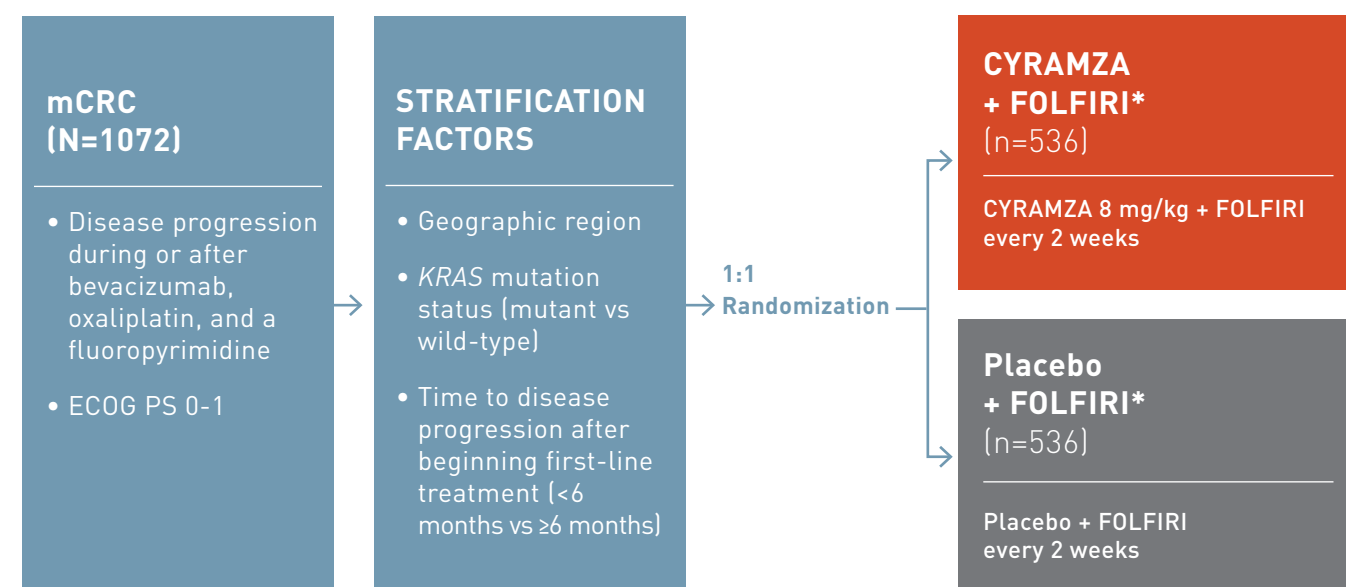 mCRC
(N=1072)
• Disease progression
during or after
bevacizumab,
oxaliplatin, and a
fluoropyrimidine
• ECOG PS 0-1
STRATIFICATION
FACTORS
• Geographic region
• KRAS mutation
status (mutant vs
wild-type)
• Time to disease
progression after
beginning first-line
treatment (<6
months vs ≥6 months)
1:1
Randomization
CYRAMZA
+ FOLFIRI*
(n=536)
CYRAMZA 8 mg/kg + FOLFIRI
every 2 weeks
Placebo
+ FOLFIRI*
(n=536)
Placebo + FOLFIRI
every 2 weeks